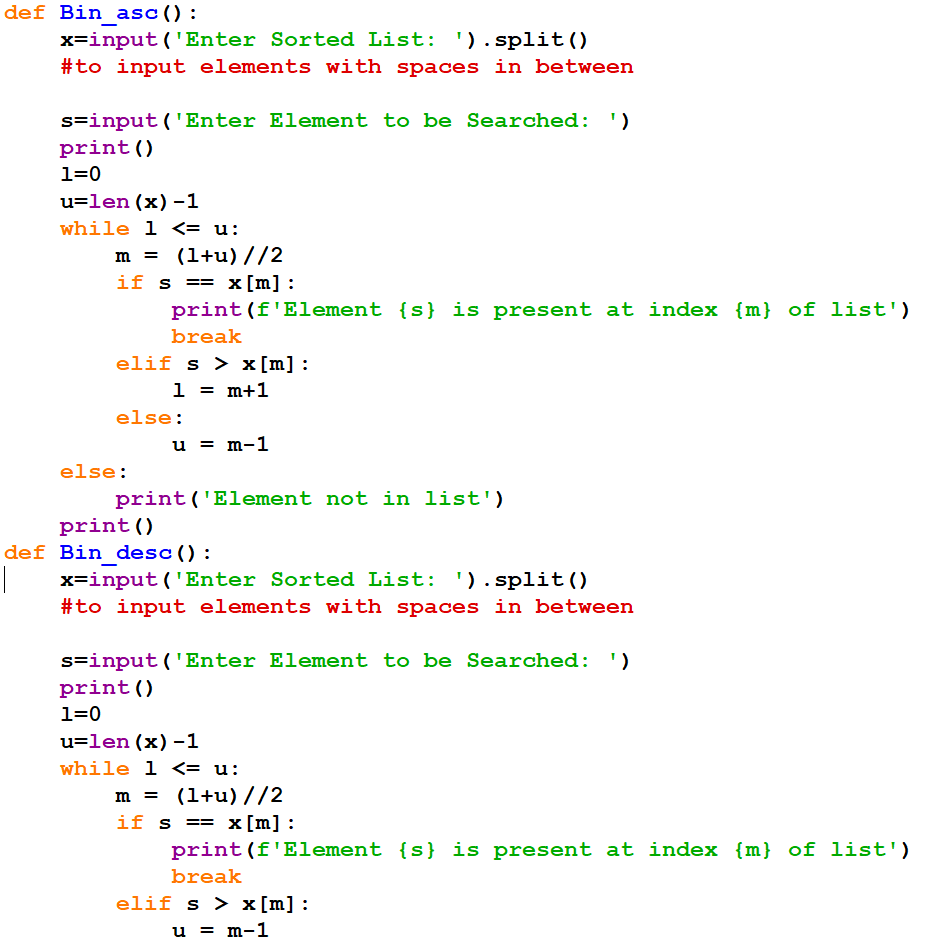 def Bin_asc():
    x=input('Enter Sorted List: ').split()
    #to input elements with spaces in between

    s=input('Enter Element to be Searched: ')
    print()
    l=0
    u=len(x)-1
    while l <= u:
        m = (l+u)//2
        if s == x[m]:
            print(f'Element {s} is present at index {m} of list')
            break
        elif s > x[m]:
            l = m+1
        else:
            u = m-1
    else:
        print('Element not in list')
    print()
def Bin_desc():
    x=input('Enter Sorted List: ').split()
    #to input elements with spaces in between

    s=input('Enter Element to be Searched: ')
    print()
    l=0
    u=len(x)-1
    while l <= u:
        m = (l+u)//2
        if s == x[m]:
            print(f'Element {s} is present at index {m} of list')
            break
        elif s > x[m]:
            u = m-1